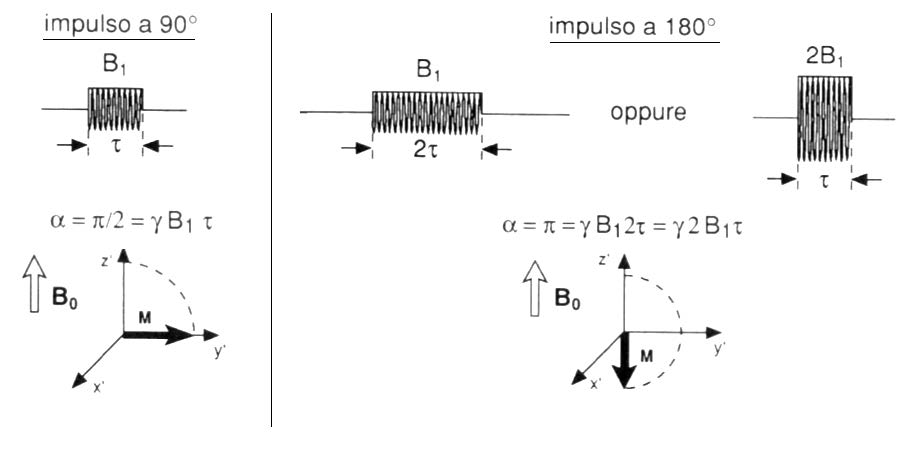 impulso a 90°
B₁
τ
α = π/2 = γ B₁ τ
z'
B₀
M
y'
x'
impulso a 180°
B₁
2τ
oppure
2B₁
τ
α = π = γ B₁ 2τ = γ 2 B₁ τ
z'
B₀
M
y'
x'